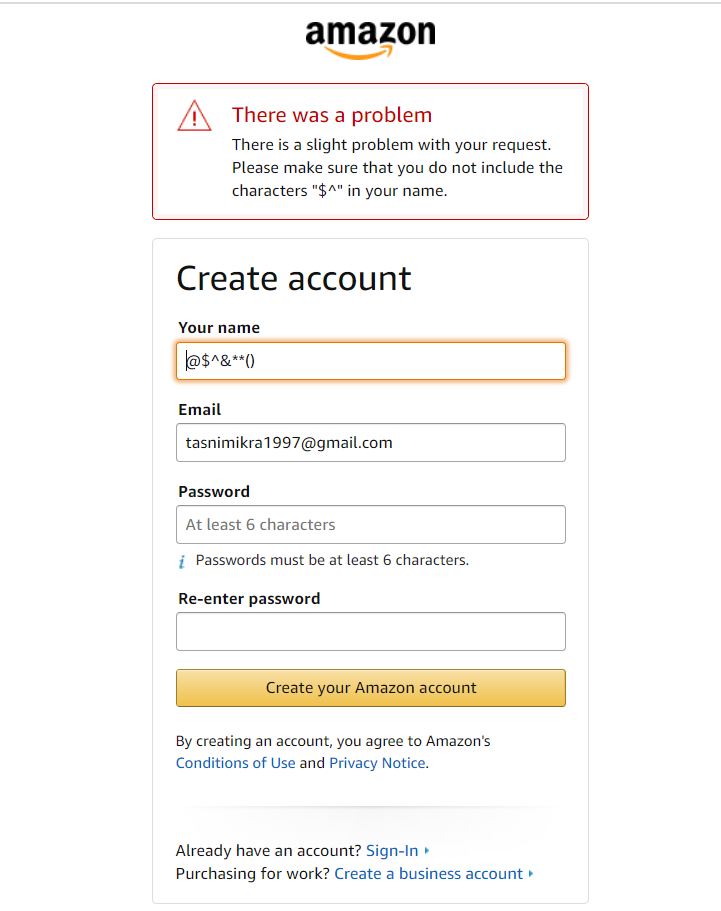 amazon
There was a problem
There is a slight problem with your request.
Please make sure that you do not include the
characters "$^" in your name.
Create account
Your name
@$^&**()
Email
tasnimikra1997@gmail.com
Password
At least 6 characters
i Passwords must be at least 6 characters.
Re-enter password
Create your Amazon account
By creating an account, you agree to Amazon's
Conditions of Use and Privacy Notice.
Already have an account? Sign-In
Purchasing for work? Create a business account